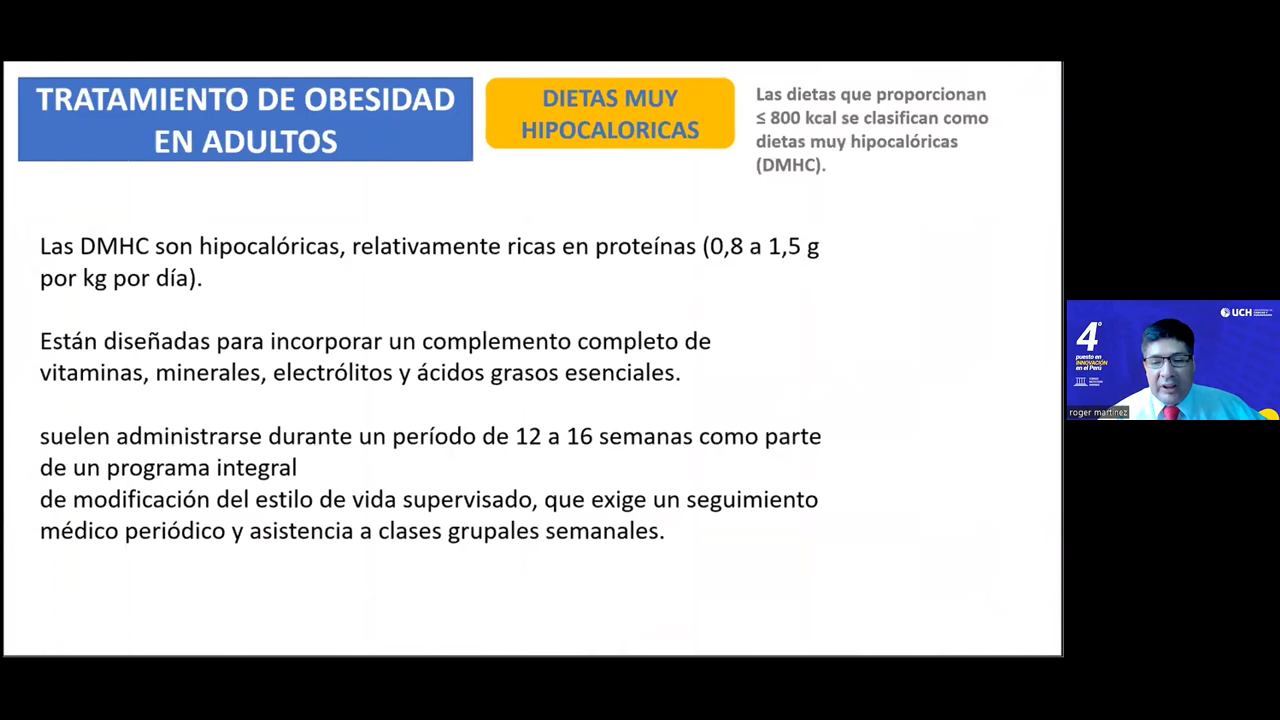 TRATAMIENTO DE OBESIDAD
EN ADULTOS
DIETAS MUY
HIPOCALORICAS
Las dietas que proporcionan
≤ 800 kcal se clasifican como
dietas muy hipocalóricas
(DMHC).
Las DMHC son hipocalóricas, relativamente ricas en proteínas (0,8 a 1,5 g
por kg por día).
Están diseñadas para incorporar un complemento completo de
vitaminas, minerales, electrólitos y ácidos grasos esenciales.
suelen administrarse durante un período de 12 a 16 semanas como parte
de un programa integral
de modificación del estilo de vida supervisado, que exige un seguimiento
médico periódico y asistencia a clases grupales semanales.
UCH
4°
puesto en
INNOVACIÓN
en el Perú
roger martinez